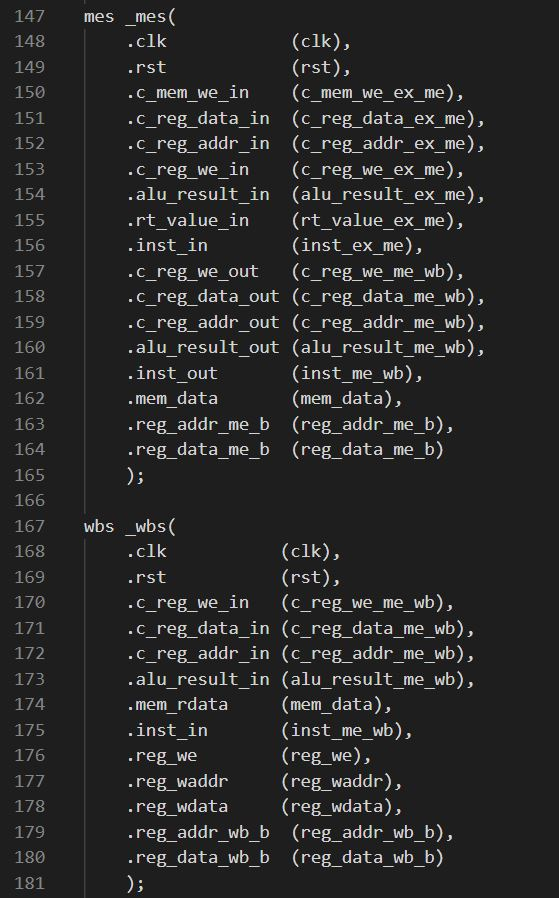 147 mes _mes(
148     .clk            (clk),
149     .rst            (rst),
150     .c_mem_we_in    (c_mem_we_ex_me),
151     .c_reg_data_in  (c_reg_data_ex_me),
152     .c_reg_addr_in  (c_reg_addr_ex_me),
153     .c_reg_we_in    (c_reg_we_ex_me),
154     .alu_result_in  (alu_result_ex_me),
155     .rt_value_in    (rt_value_ex_me),
156     .inst_in        (inst_ex_me),
157     .c_reg_we_out   (c_reg_we_me_wb),
158     .c_reg_data_out (c_reg_data_me_wb),
159     .c_reg_addr_out (c_reg_addr_me_wb),
160     .alu_result_out (alu_result_me_wb),
161     .inst_out       (inst_me_wb),
162     .mem_data       (mem_data),
163     .reg_addr_me_b  (reg_addr_me_b),
164     .reg_data_me_b  (reg_data_me_b)
165     );
166
167 wbs _wbs(
168     .clk           (clk),
169     .rst           (rst),
170     .c_reg_we_in   (c_reg_we_me_wb),
171     .c_reg_data_in (c_reg_data_me_wb),
172     .c_reg_addr_in (c_reg_addr_me_wb),
173     .alu_result_in (alu_result_me_wb),
174     .mem_rdata     (mem_data),
175     .inst_in       (inst_me_wb),
176     .reg_we        (reg_we),
177     .reg_waddr     (reg_waddr),
178     .reg_wdata     (reg_wdata),
179     .reg_addr_wb_b  (reg_addr_wb_b),
180     .reg_data_wb_b  (reg_data_wb_b)
181     );